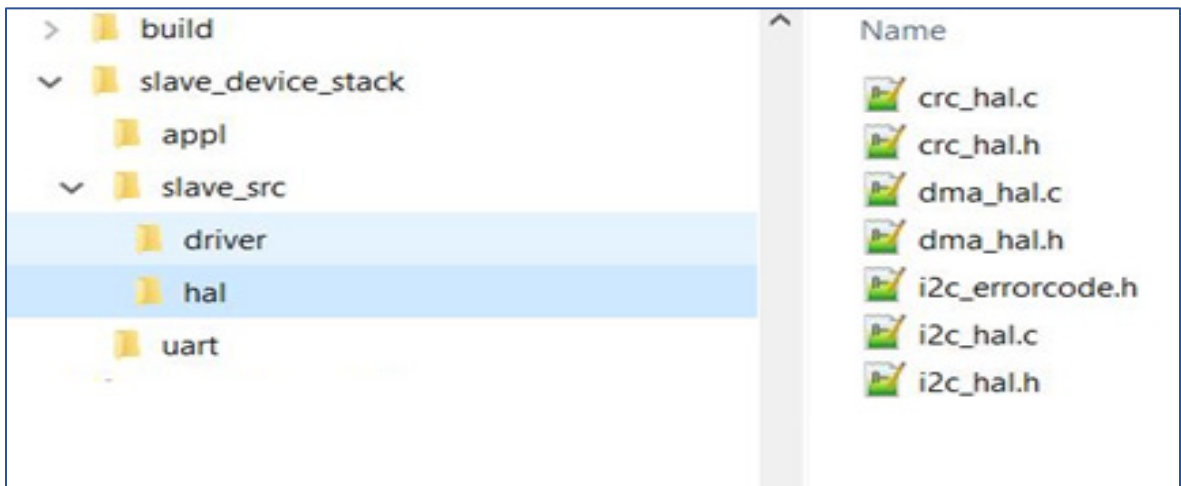 build
slave_device_stack
appl
slave_src
driver
hal
uart
Name
crc_hal.c
crc_hal.h
dma_hal.c
dma_hal.h
i2c_errorcode.h
i2c_hal.c
i2c_hal.h